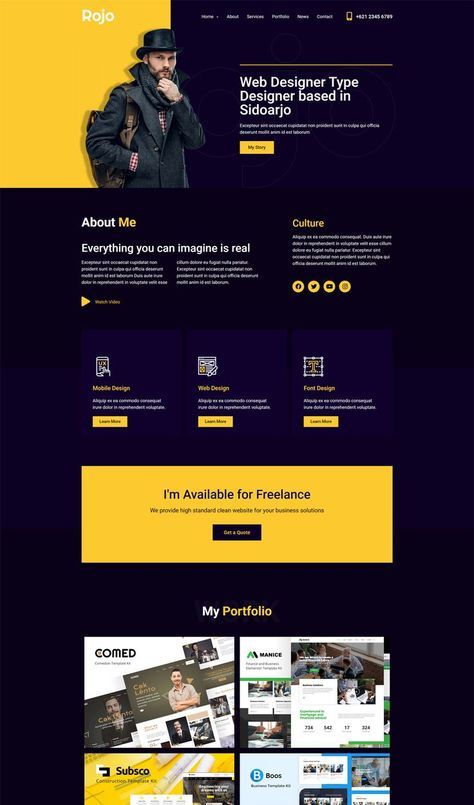 Rojo
Home
About
Services
Portfolio
News
Contact
+621 2345 6789
Web Designer Type
Designer based in
Sidoarjo
Excepteur sint occaecat cupidatat non proident sunt in culpa qui officia
deserunt mollit anim id est laborum
My Story
About Me
Everything you can imagine is real
Excepteur sint occaecat cupidatat non
proident sunt in culpa qui officia deserunt
mollit anim id est laborum Duis aute irure
dolor in reprehenderit in voluptate velit esse
cillum dolore eu fugiat nulla pariatur.
Excepteur sint occaecat cupidatat non
proident, sunt in culpa qui officia deserunt
mollit anim id est laborum.
Watch Video
Culture
Aliquip ex ea commodo consequat. Duis aute irure
dolor in reprehenderit in voluptate velit esse cillum
dolore eu fugiat nulla pariatur. Excepteur sint
occaecat cupidatat non proident, sunt in culpa qui
officia deserunt mollit anim id est laborum.
UX
Mobile Design
Aliquip ex ea commodo consequat
irure dolor in reprehenderit voluptate.
Learn More
Web Design
Aliquip ex ea commodo consequat
irure dolor in reprehenderit voluptate.
Learn More
T
Font Design
Aliquip ex ea commodo consequat
irure dolor in reprehenderit voluptate.
Learn More
I'm Available for Freelance
We provide high standard clean website for your business solutions
Get a Quote
My Portfolio
COMED
Comedian Template Kit
Cak
Lento
Cak Lento
MANICE
Finance and Business
Elementor Template Kit
Experienced in
mortgage and
financial advice
734
542
17
324
Subsco
Construction Template Kit
Boos
Business Template Kit